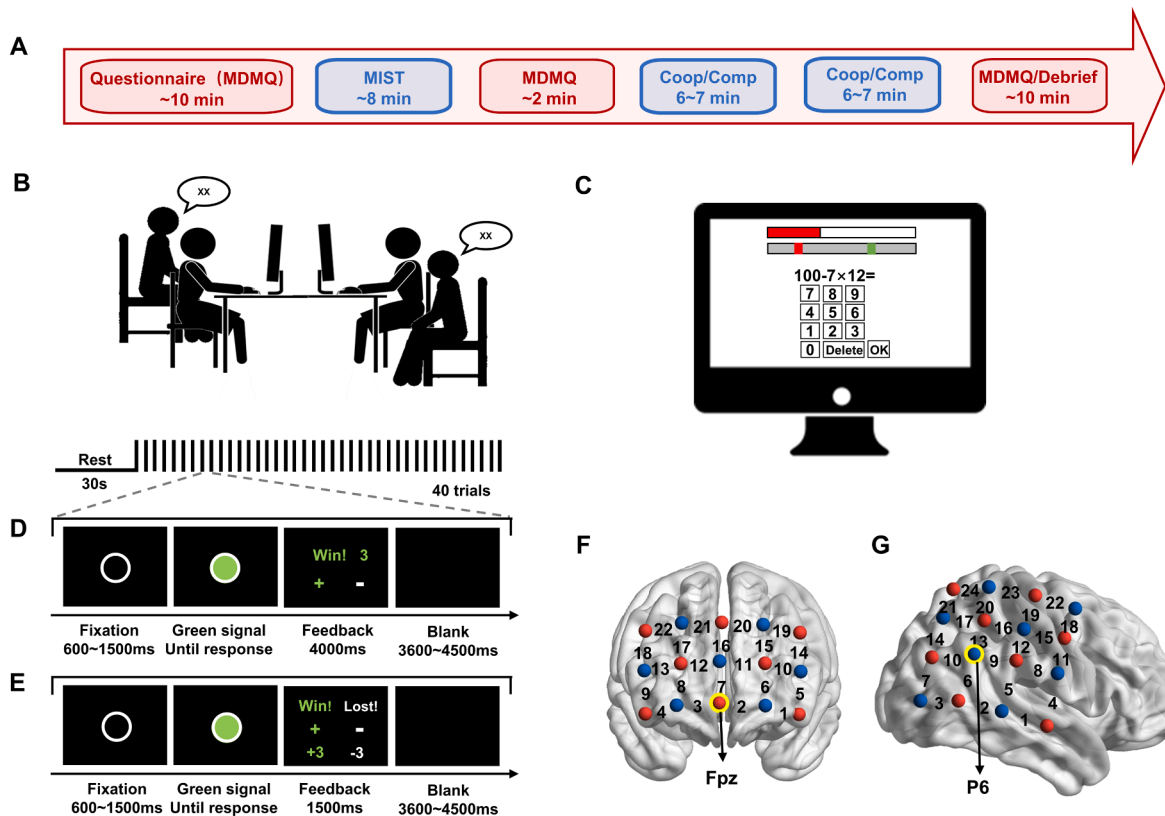 A
Questionnaire（MDMQ）
~10 min
MIST
~8 min
MDMQ
~2 min
Coop/Comp
6~7 min
Coop/Comp
6~7 min
MDMQ/Debrief
~10 min
B
xx
xx
C
100-7×12=
7 8 9
4 5 6
1 2 3
0 Delete OK
Rest
30s
40 trials
D
Win! 3
+ -
Fixation
600~1500ms
Green signal
Until response
Feedback
4000ms
Blank
3600~4500ms
E
Win! Lost!
+ -
+3 -3
Fixation
600~1500ms
Green signal
Until response
Feedback
1500ms
Blank
3600~4500ms
F
22 21 20 19
18 17 16 15 14
13 12 11 10
9 8 7 6 5
4 3 2 1
Fpz
G
24 23
21 20 19 22
17 16 15 18
14 13 12 11
10 9 8
7 6 5 4
3 2 1
P6